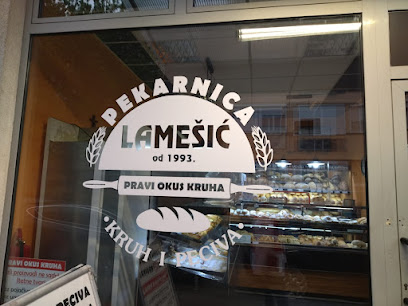 PEKARNICA
LAMEŠIĆ
od 1993.
PRAVI OKUS KRUHA
• KRUH I PECIVA •
PRAVI OKUS KRUHA
PECIVA